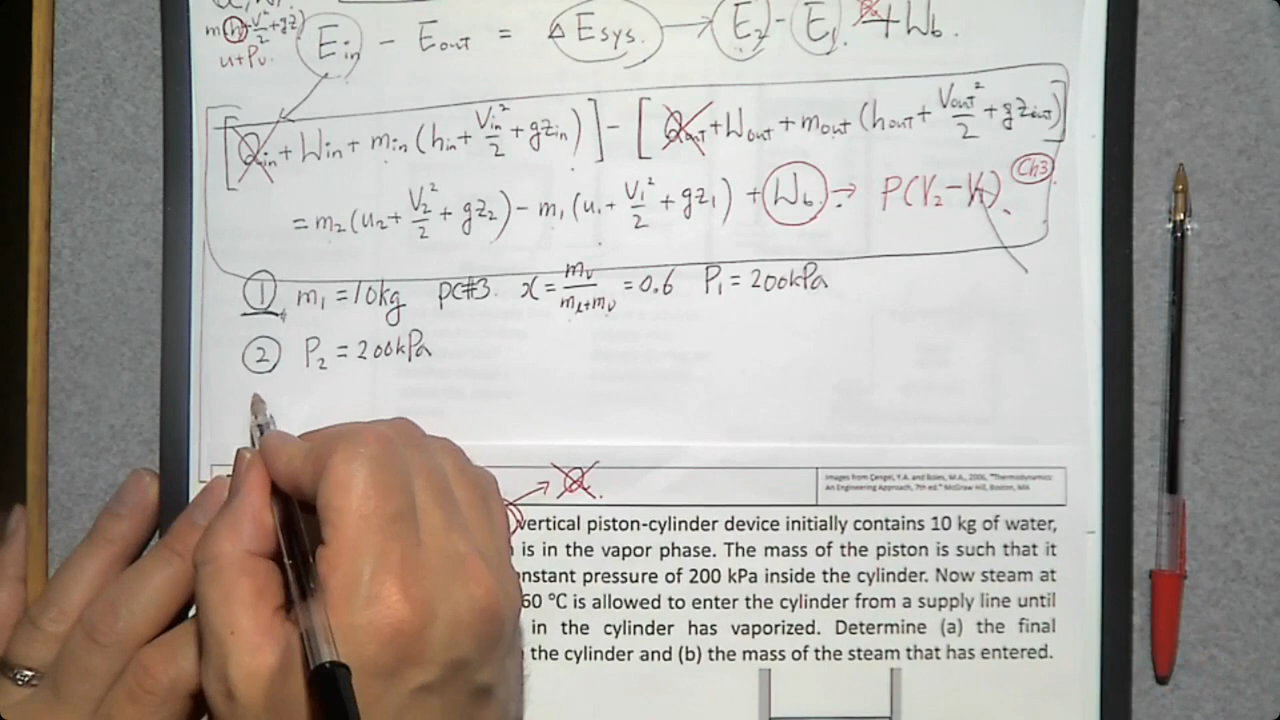 m(h+V²/2+gz)
u+Pv.
Ein - Eout = ΔEsys. → E₂ - E₁. + Wb.
[Qin + Win + min (hin + Vin²/2 + gzin)] - [Qout + Wout + mout (hout + Vout²/2 + gzout)]
= m₂(u₂ + V₂²/2 + gz₂) - m₁(u₁ + V₁²/2 + gz₁) + Wb → P(V₂-V₁). Ch3
① m₁ = 10kg pc#3. x = mv/ml+mv = 0.6 P₁ = 200kPa
② P₂ = 200kPa
Q.
Images from Çengel, Y.A. and Boles, M.A., 2006, "Thermodynamics:
An Engineering Approach, 7th ed." McGraw Hill, Boston, MA
vertical piston-cylinder device initially contains 10 kg of water,
is in the vapor phase. The mass of the piston is such that it
nstant pressure of 200 kPa inside the cylinder. Now steam at
60 °C is allowed to enter the cylinder from a supply line until
in the cylinder has vaporized. Determine (a) the final
the cylinder and (b) the mass of the steam that has entered.